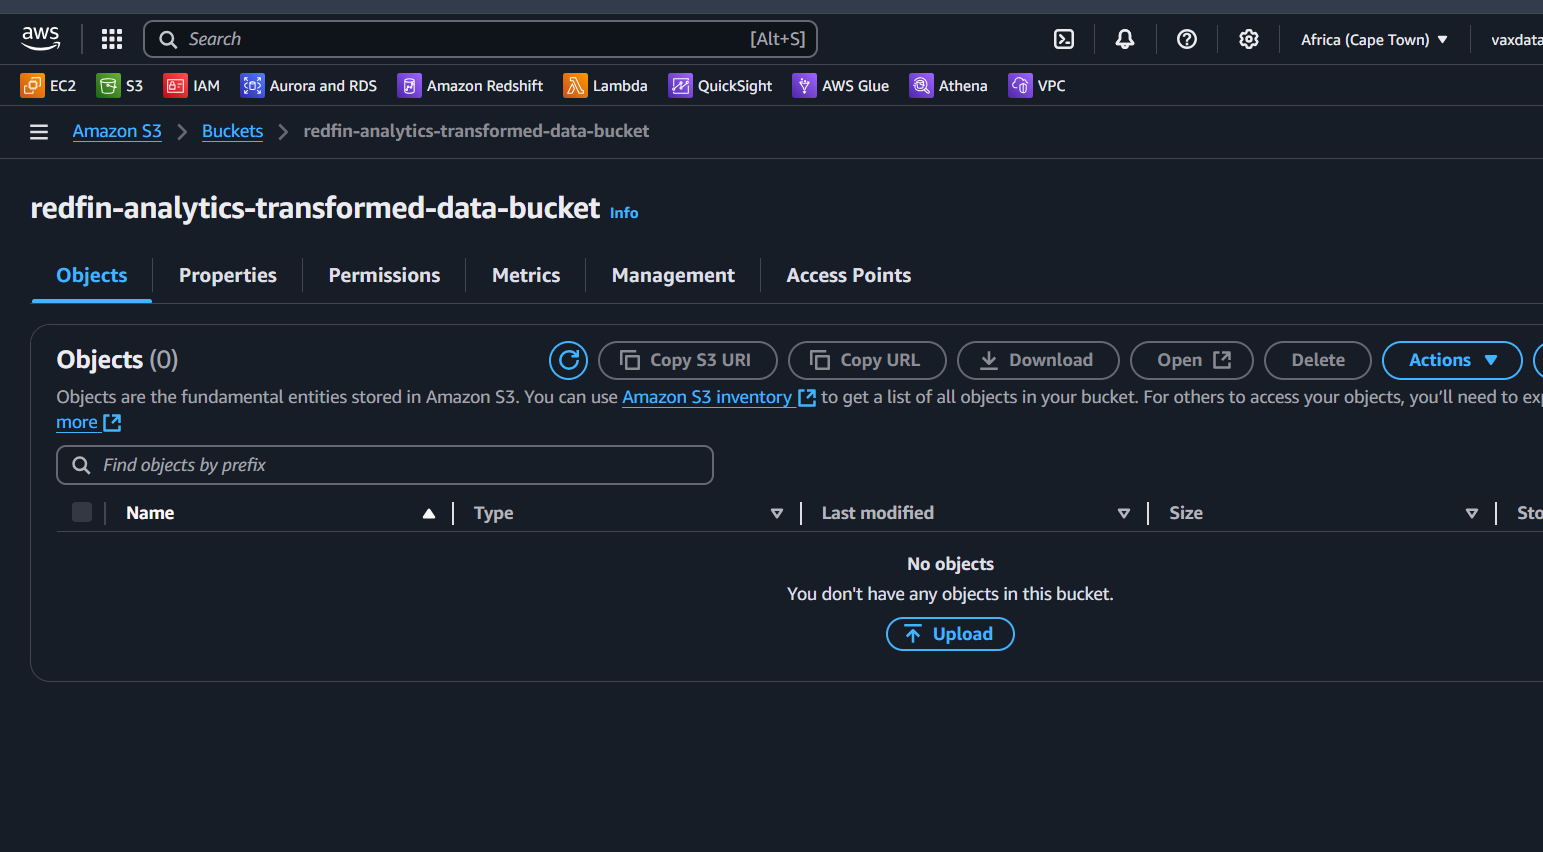 aws Search [Alt+S] Africa (Cape Town) vaxdata
EC2 S3 IAM Aurora and RDS Amazon Redshift Lambda QuickSight AWS Glue Athena VPC
Amazon S3 Buckets redfin-analytics-transformed-data-bucket
redfin-analytics-transformed-data-bucket Info
Objects Properties Permissions Metrics Management Access Points
Objects (0) Copy S3 URI Copy URL Download Open Delete Actions
Objects are the fundamental entities stored in Amazon S3. You can use Amazon S3 inventory to get a list of all objects in your bucket. For others to access your objects, you'll need to ex
more
Find objects by prefix
Name Type Last modified Size Sto
No objects
You don't have any objects in this bucket.
Upload